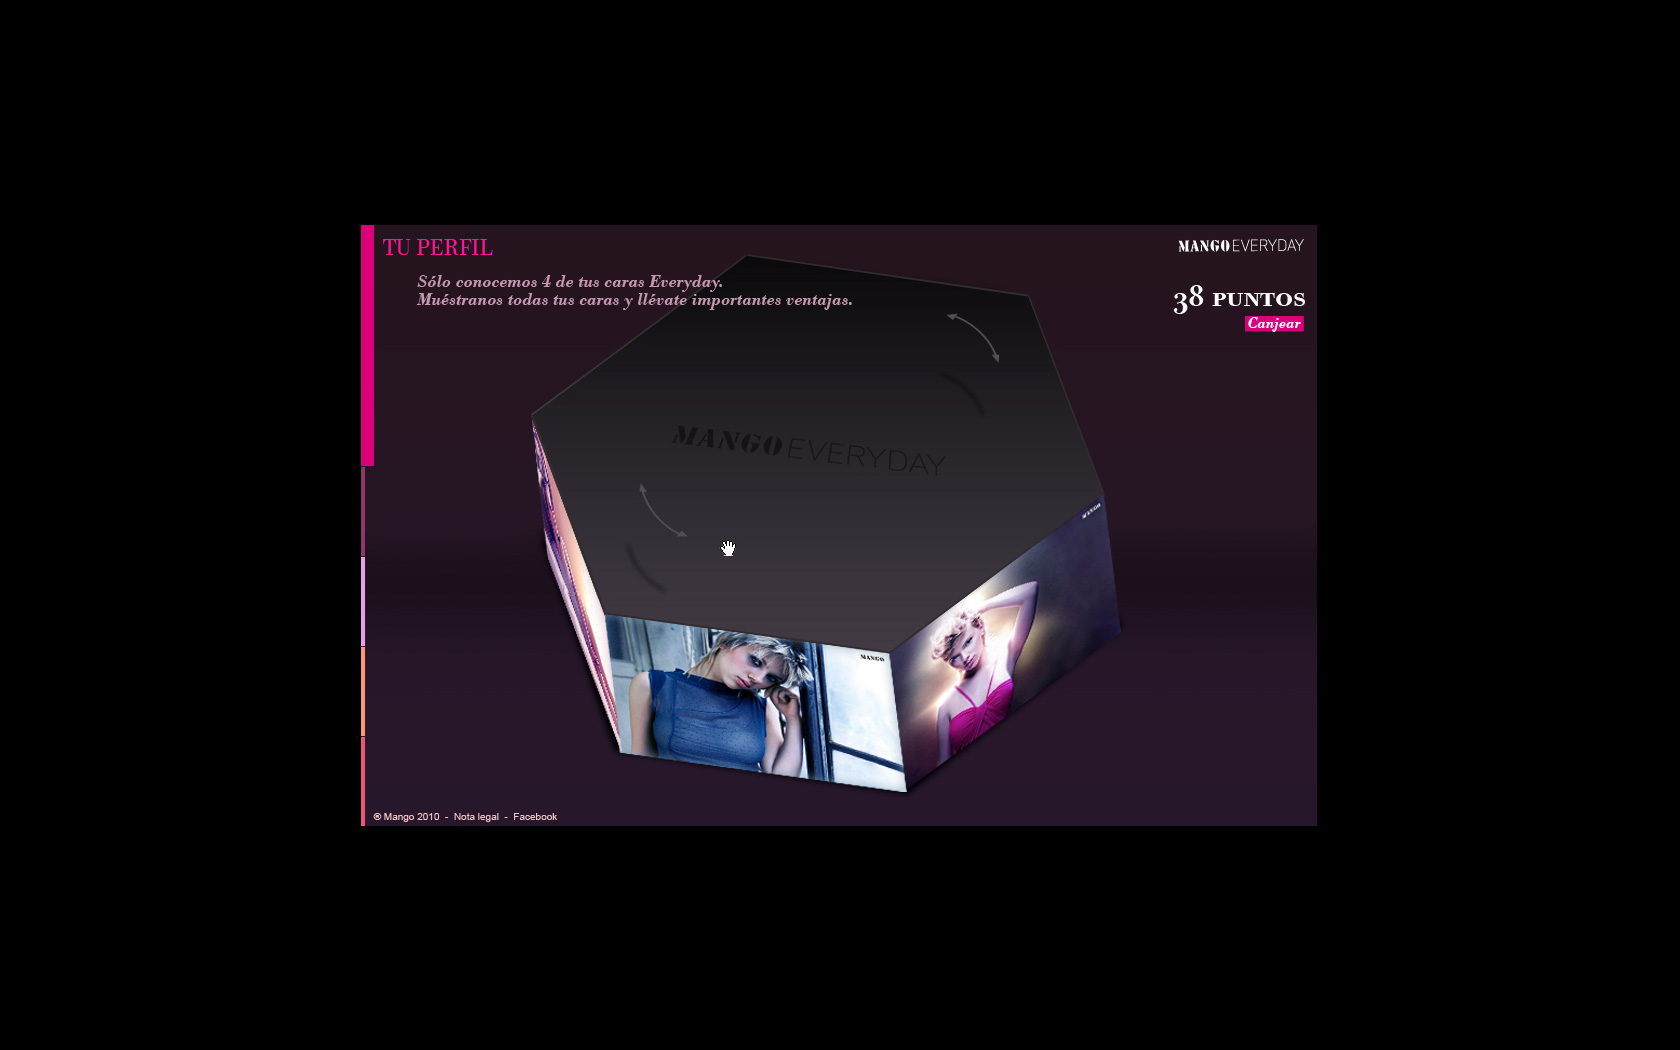 TU PERFIL
MANGO EVERYDAY
Sólo conocemos 4 de tus caras Everyday.
Muéstranos todas tus caras y llévate importantes ventajas.
38 PUNTOS
Canjear
MANGO EVERYDAY
MANGO
MANGO
® Mango 2010 - Nota legal - Facebook